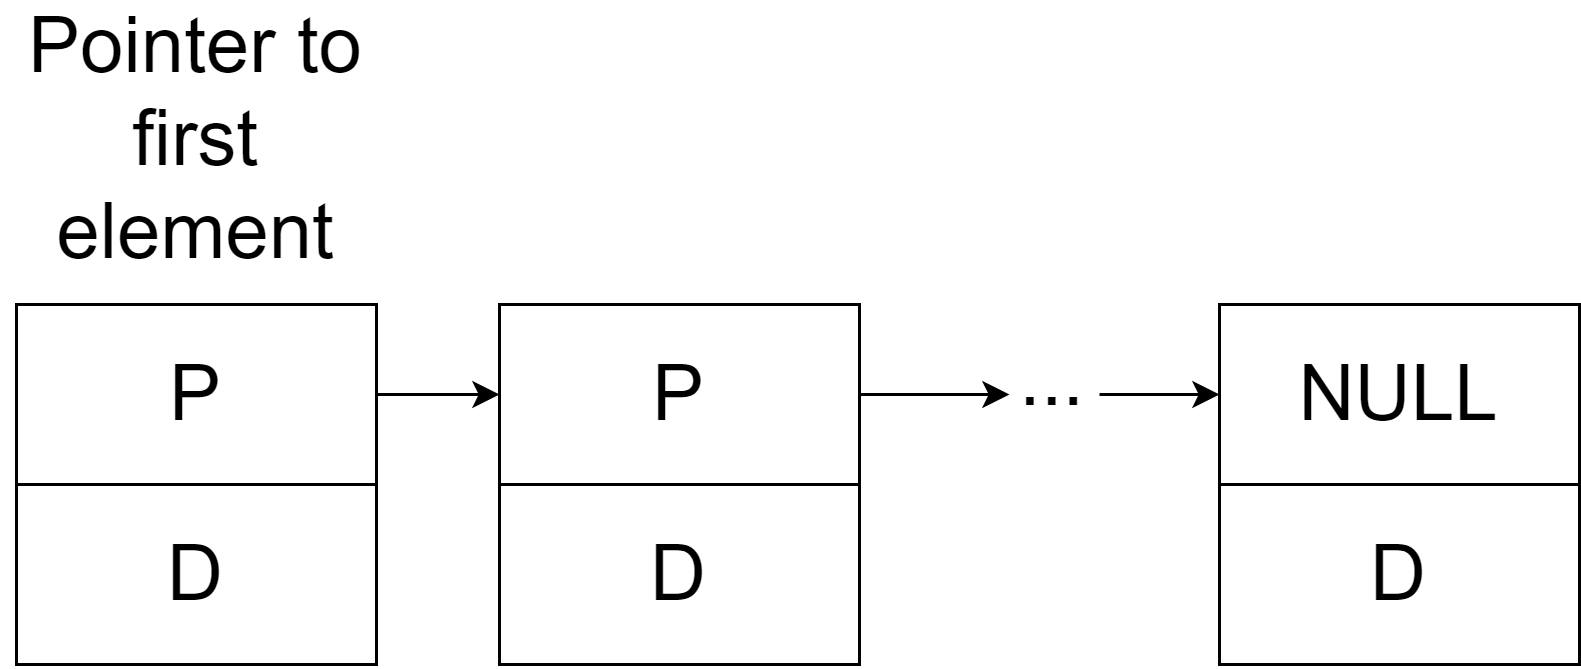 Pointer to
first
element
P
P
...
NULL
D
D
D